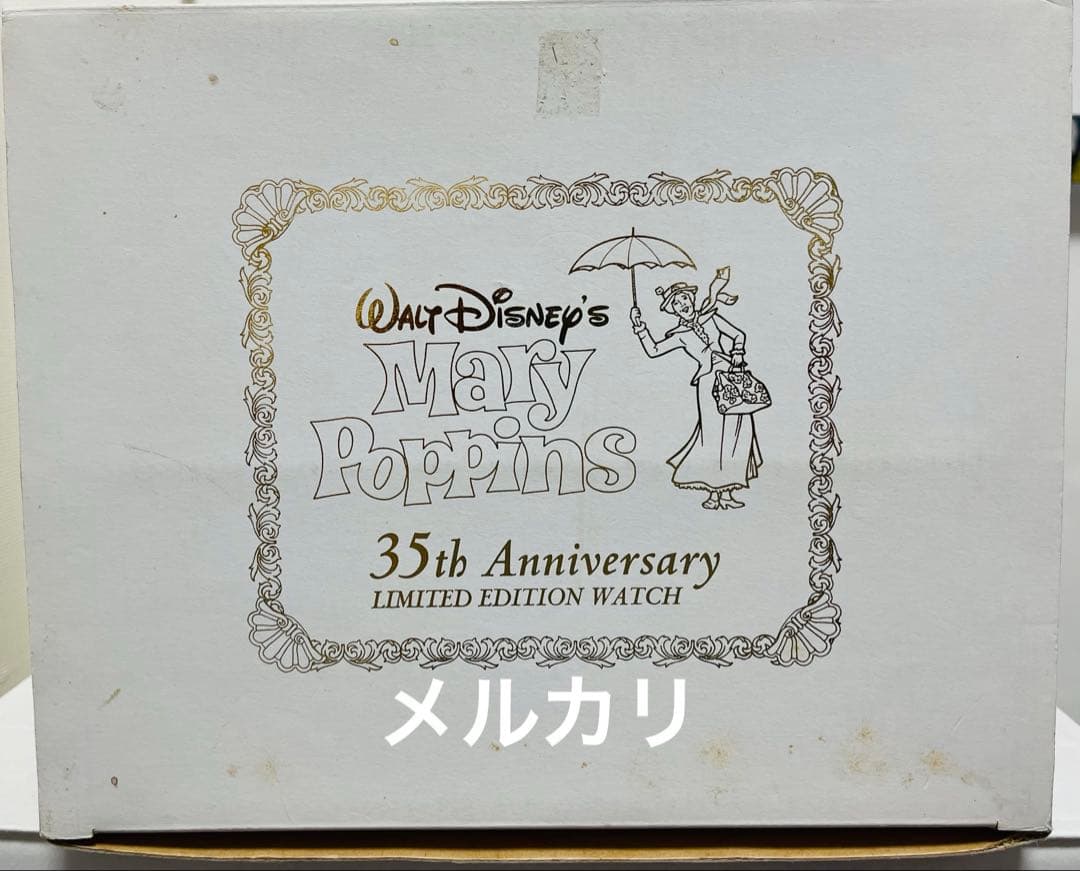 WALT DISNEY'S
Mary
Poppins
35th Anniversary
LIMITED EDITION WATCH
メルカリ